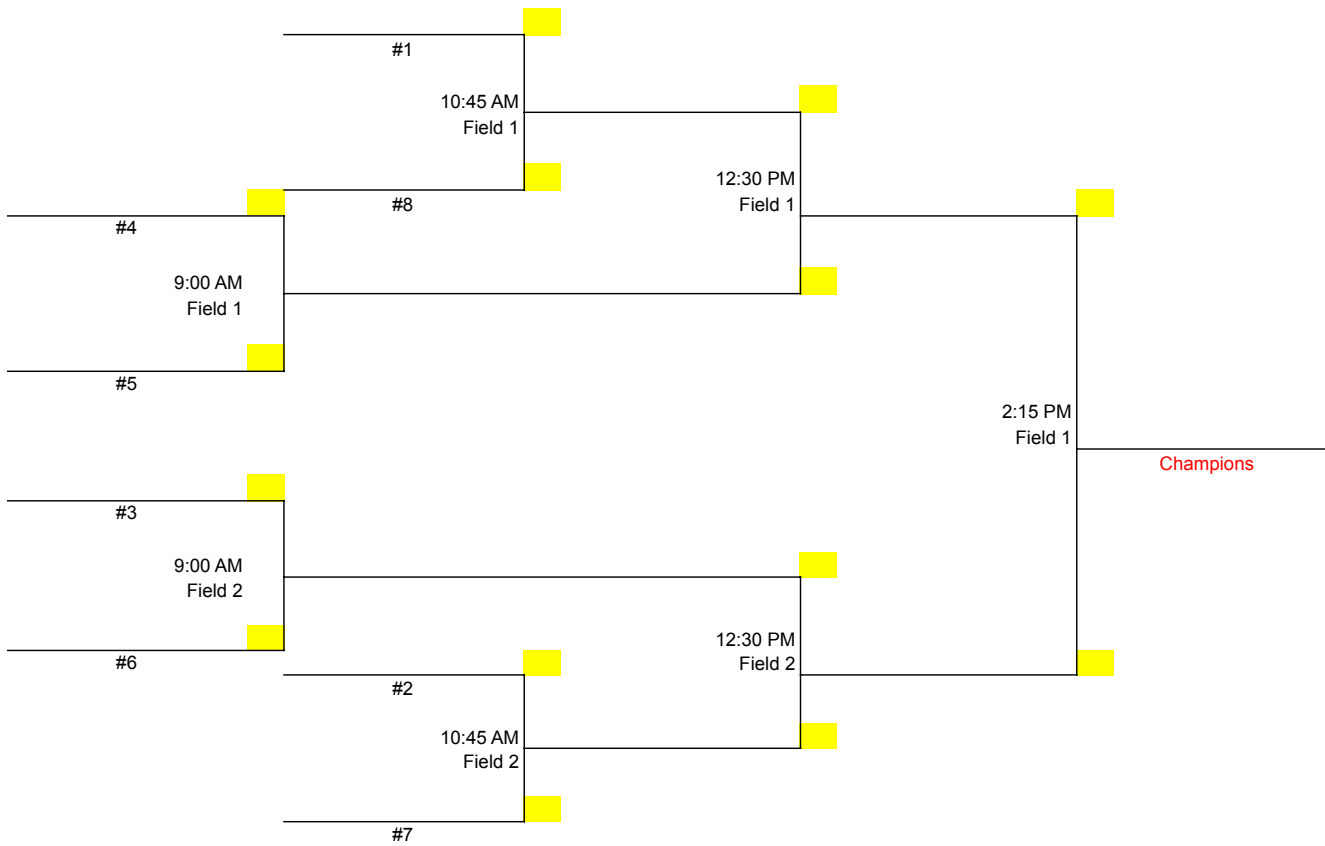 #1
10:45 AM
Field 1
12:30 PM
Field 1
#8
#4
9:00 AM
Field 1
#5
2:15 PM
Field 1
Champions
#3
9:00 AM
Field 2
#6
12:30 PM
Field 2
#2
10:45 AM
Field 2
#7